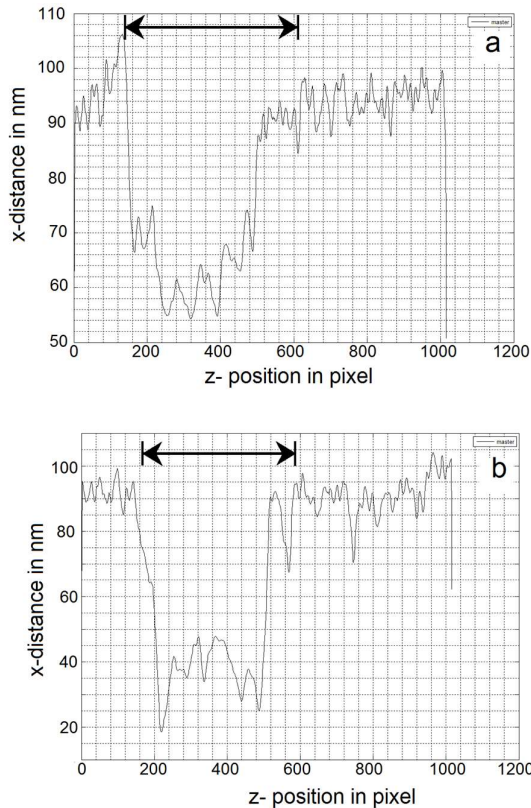 110
master
a
100
90
80
70
60
50
x-distance in nm
0 200 400 600 800 1000 1200
z- position in pixel
master
b
100
80
60
40
20
x-distance in nm
0 200 400 600 800 1000 1200
z- position in pixel